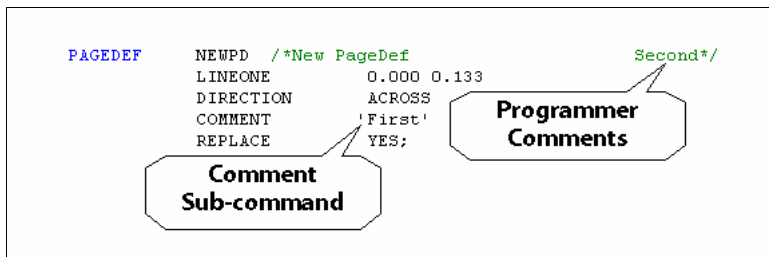 PAGEDEF NEWPD /*New PageDef Second*/
LINEONE 0.000 0.133
DIRECTION ACROSS
COMMENT 'First'
REPLACE YES;
Programmer
Comments
Comment
Sub-command